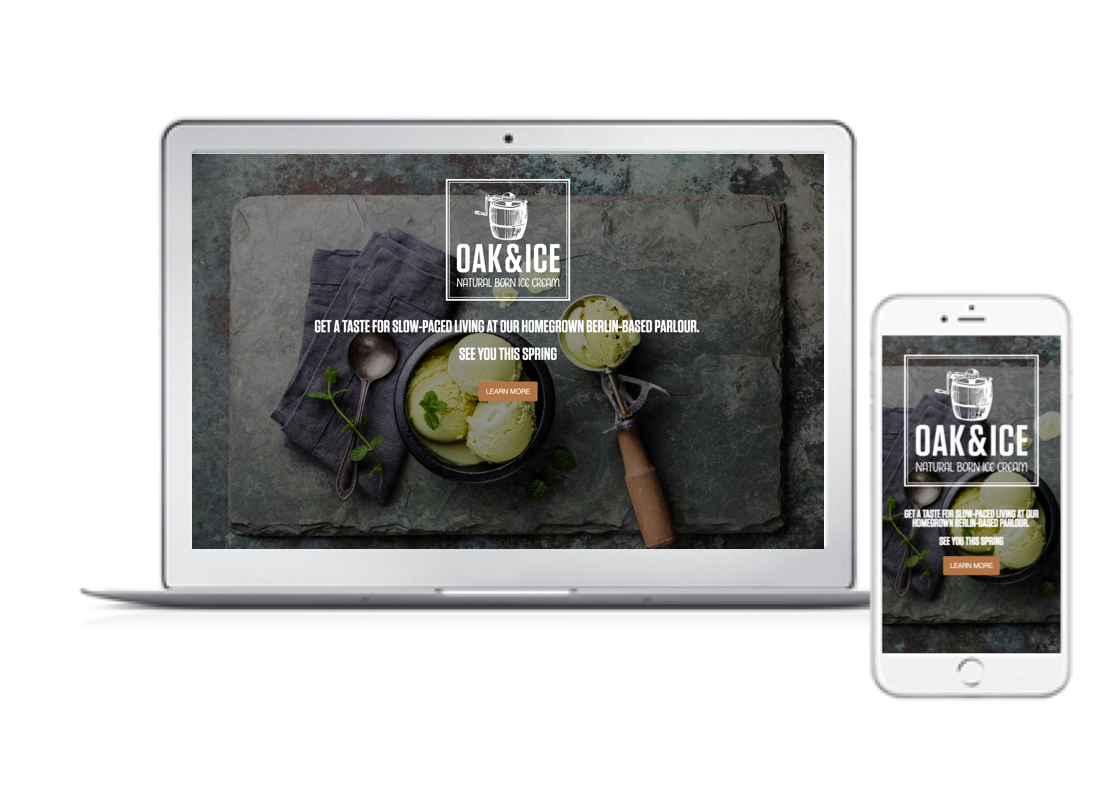 OAK & ICE
NATURAL BORN ICE CREAM
GET A TASTE FOR SLOW-PACED LIVING AT OUR HOMEGROWN BERLIN-BASED PARLOUR.
SEE YOU THIS SPRING
LEARN MORE
OAK & ICE
NATURAL BORN ICE CREAM
GET A TASTE FOR SLOW-PACED LIVING AT OUR
HOMEGROWN BERLIN-BASED PARLOUR.
SEE YOU THIS SPRING
LEARN MORE